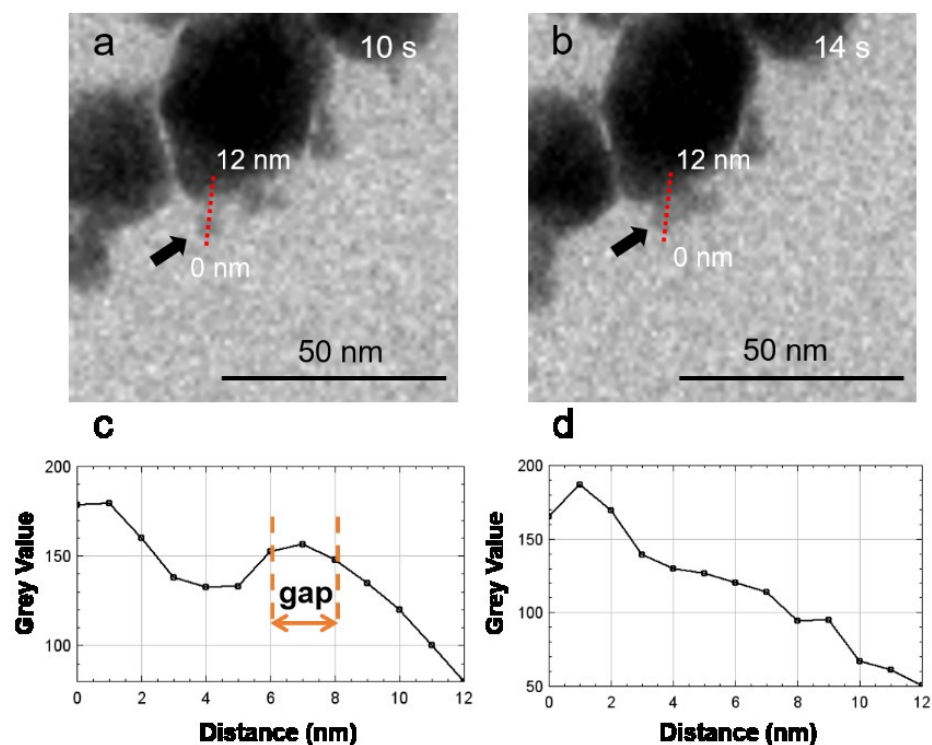 a
10 s
12 nm
0 nm
50 nm
b
14 s
12 nm
0 nm
50 nm
c
200
150
100
gap
0 2 4 6 8 10 12
Grey Value
Distance (nm)
d
200
150
100
50
0 2 4 6 8 10 12
Grey Value
Distance (nm)